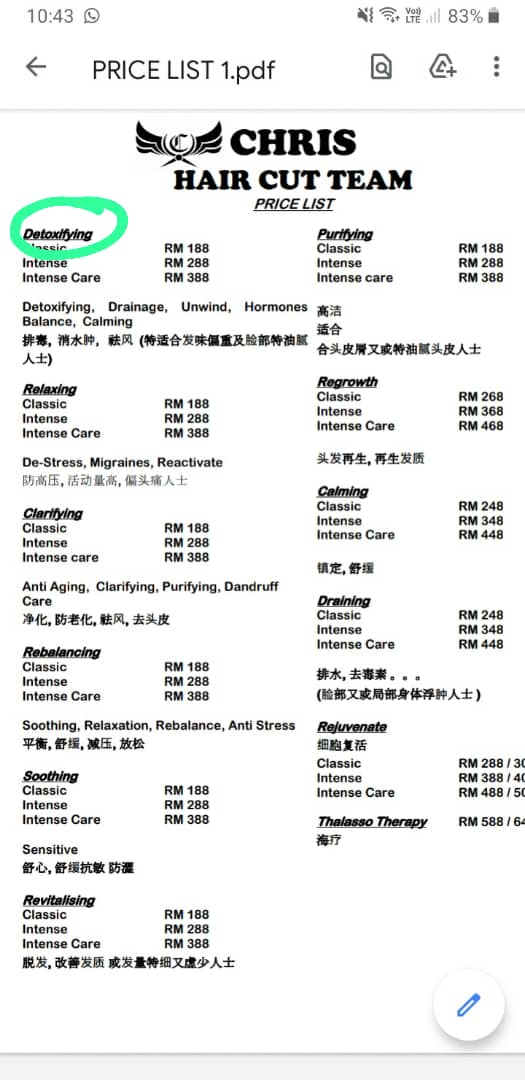 10:43
Vo)) LTE 83%
PRICE LIST 1.pdf
C CHRIS
HAIR CUT TEAM
PRICE LIST
Detoxifying
Classic RM 188
Intense RM 288
Intense Care RM 388
Detoxifying, Drainage, Unwind, Hormones
Balance, Calming
排毒, 消水肿, 祛风 (特适合发味偏重及脸部特油腻
人士)
Relaxing
Classic RM 188
Intense RM 288
Intense Care RM 388
De-Stress, Migraines, Reactivate
防高压, 活动量高, 偏头痛人士
Clarifying
Classic RM 188
Intense RM 288
Intense care RM 388
Anti Aging, Clarifying, Purifying, Dandruff
Care
净化, 防老化, 祛风, 去头皮
Rebalancing
Classic RM 188
Intense RM 288
Intense Care RM 388
Soothing, Relaxation, Rebalance, Anti Stress
平衡, 舒缓, 减压, 放松
Soothing
Classic RM 188
Intense RM 288
Intense Care RM 388
Sensitive
舒心, 舒缓抗敏 防灑
Revitalising
Classic RM 188
Intense RM 288
Intense Care RM 388
脱发, 改善发质 或发量特细又虚少人士
Purifying
Classic RM 188
Intense RM 288
Intense care RM 388
高洁
适合
合头皮屑又或特油腻头皮人士
Regrowth
Classic RM 268
Intense RM 368
Intense Care RM 468
头发再生, 再生发质
Calming
Classic RM 248
Intense RM 348
Intense Care RM 448
镇定, 舒缓
Draining
Classic RM 248
Intense RM 348
Intense Care RM 448
排水, 去毒素。。。
(脸部又或局部身体浮肿人士)
Rejuvenate
细胞复活
Classic RM 288 / 30
Intense RM 388 / 40
Intense Care RM 488 / 50
Thalasso Therapy RM 588 / 64
海疗